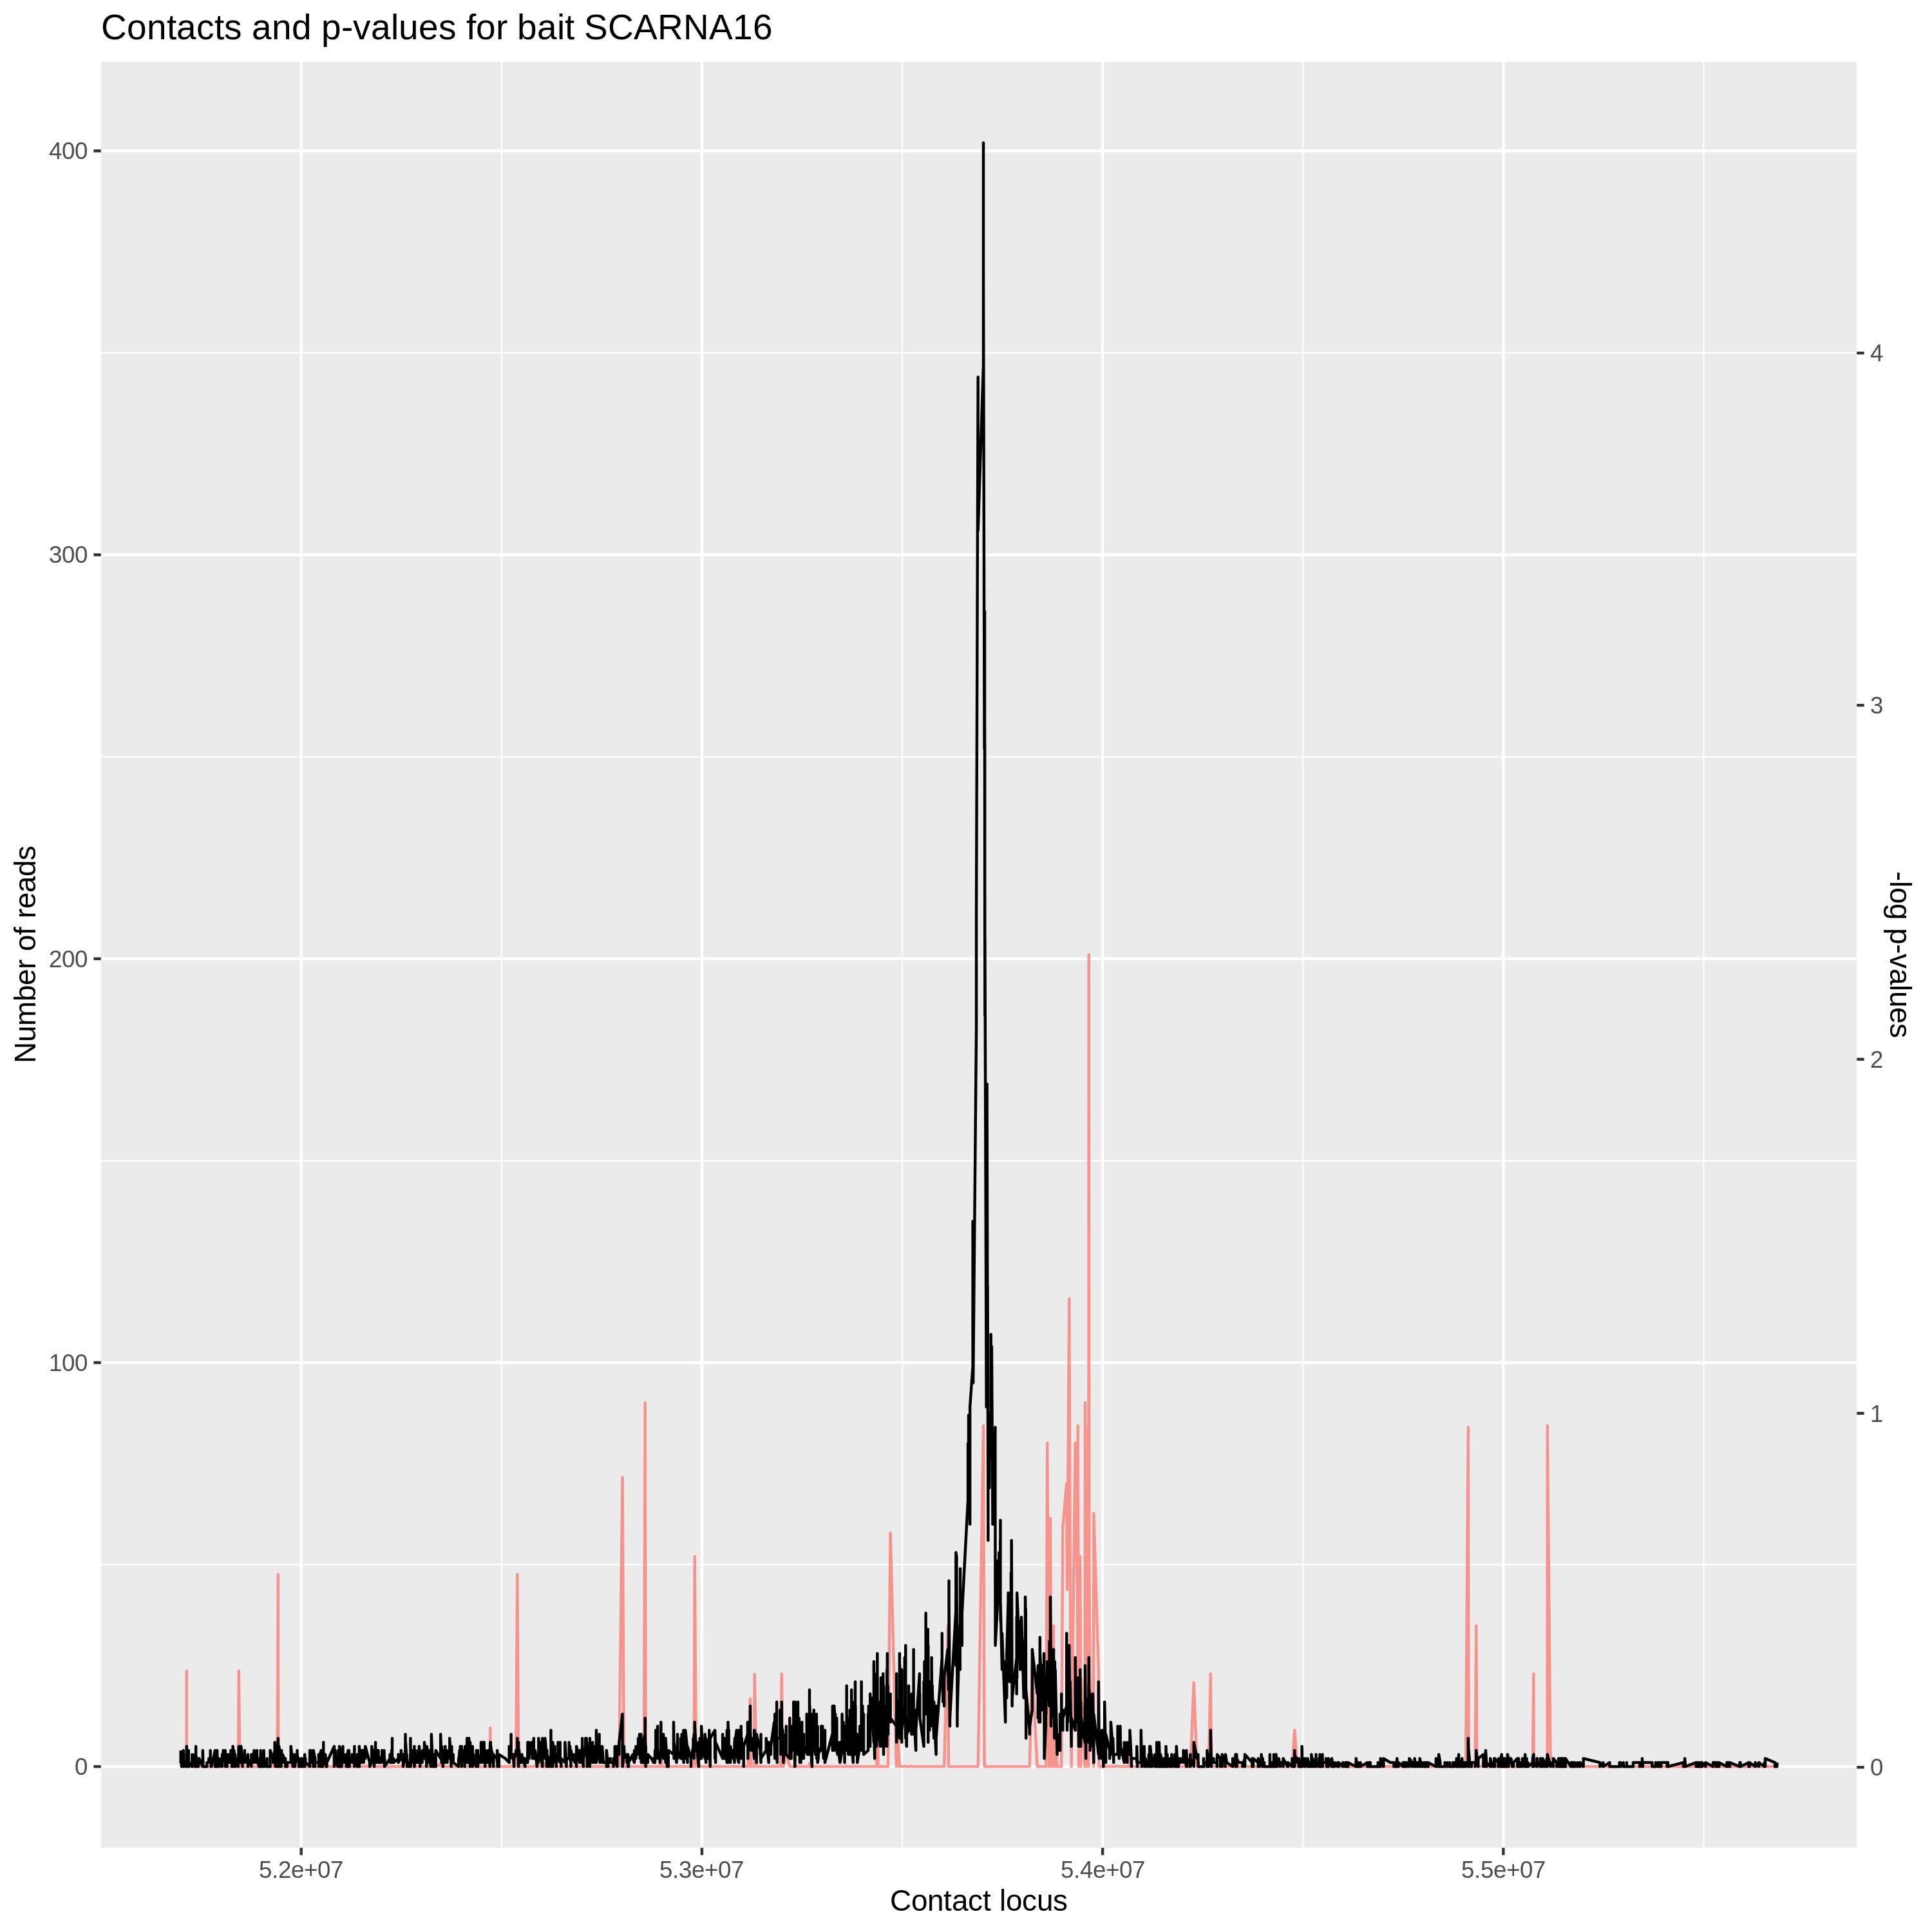 Contacts and p-values for bait SCARNA16
400
300
200
100
0
Number of reads
4
3
2
1
0
-log p-values
5.2e+07
5.3e+07
5.4e+07
5.5e+07
Contact locus